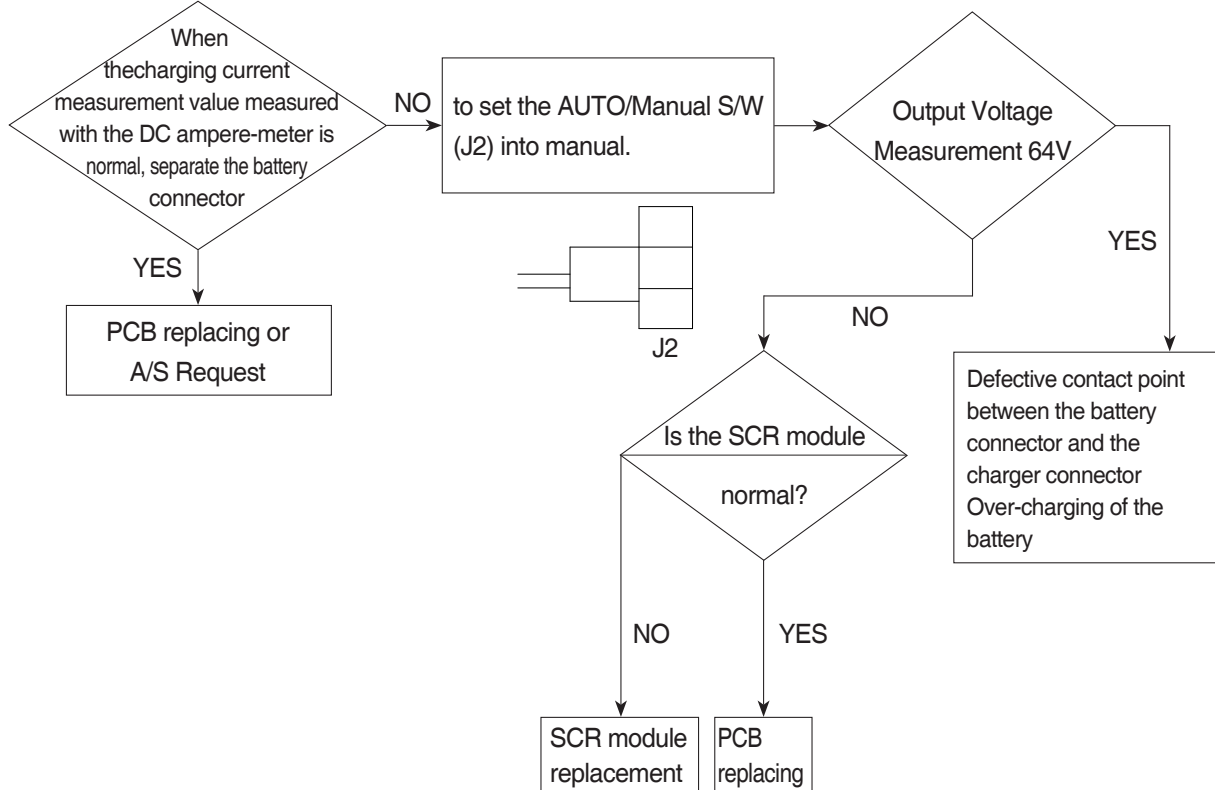 When
thecharging current
measurement value measured
with the DC ampere-meter is
normal, separate the battery
connector
NO
to set the AUTO/Manual S/W
(J2) into manual.
Output Voltage
Measurement 64V
YES
YES
PCB replacing or
A/S Request
J2
NO
Is the SCR module
normal?
Defective contact point
between the battery
connector and the
charger connector
Over-charging of the
battery
NO
YES
SCR module
replacement
PCB
replacing